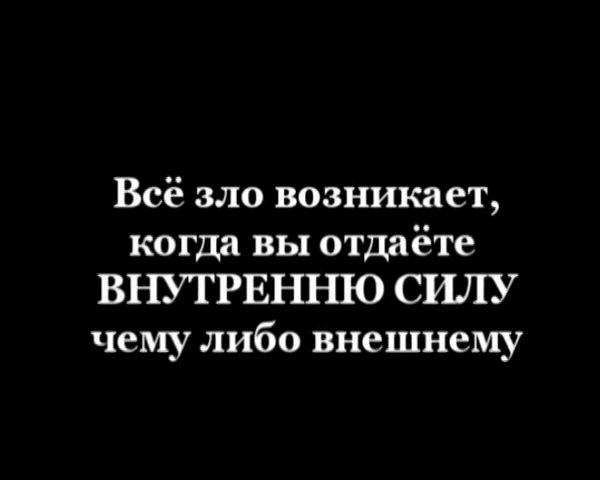 Всё зло возникает,
когда вы отдаёте
ВНУТРЕННЮ СИЛУ
чему либо внешнему